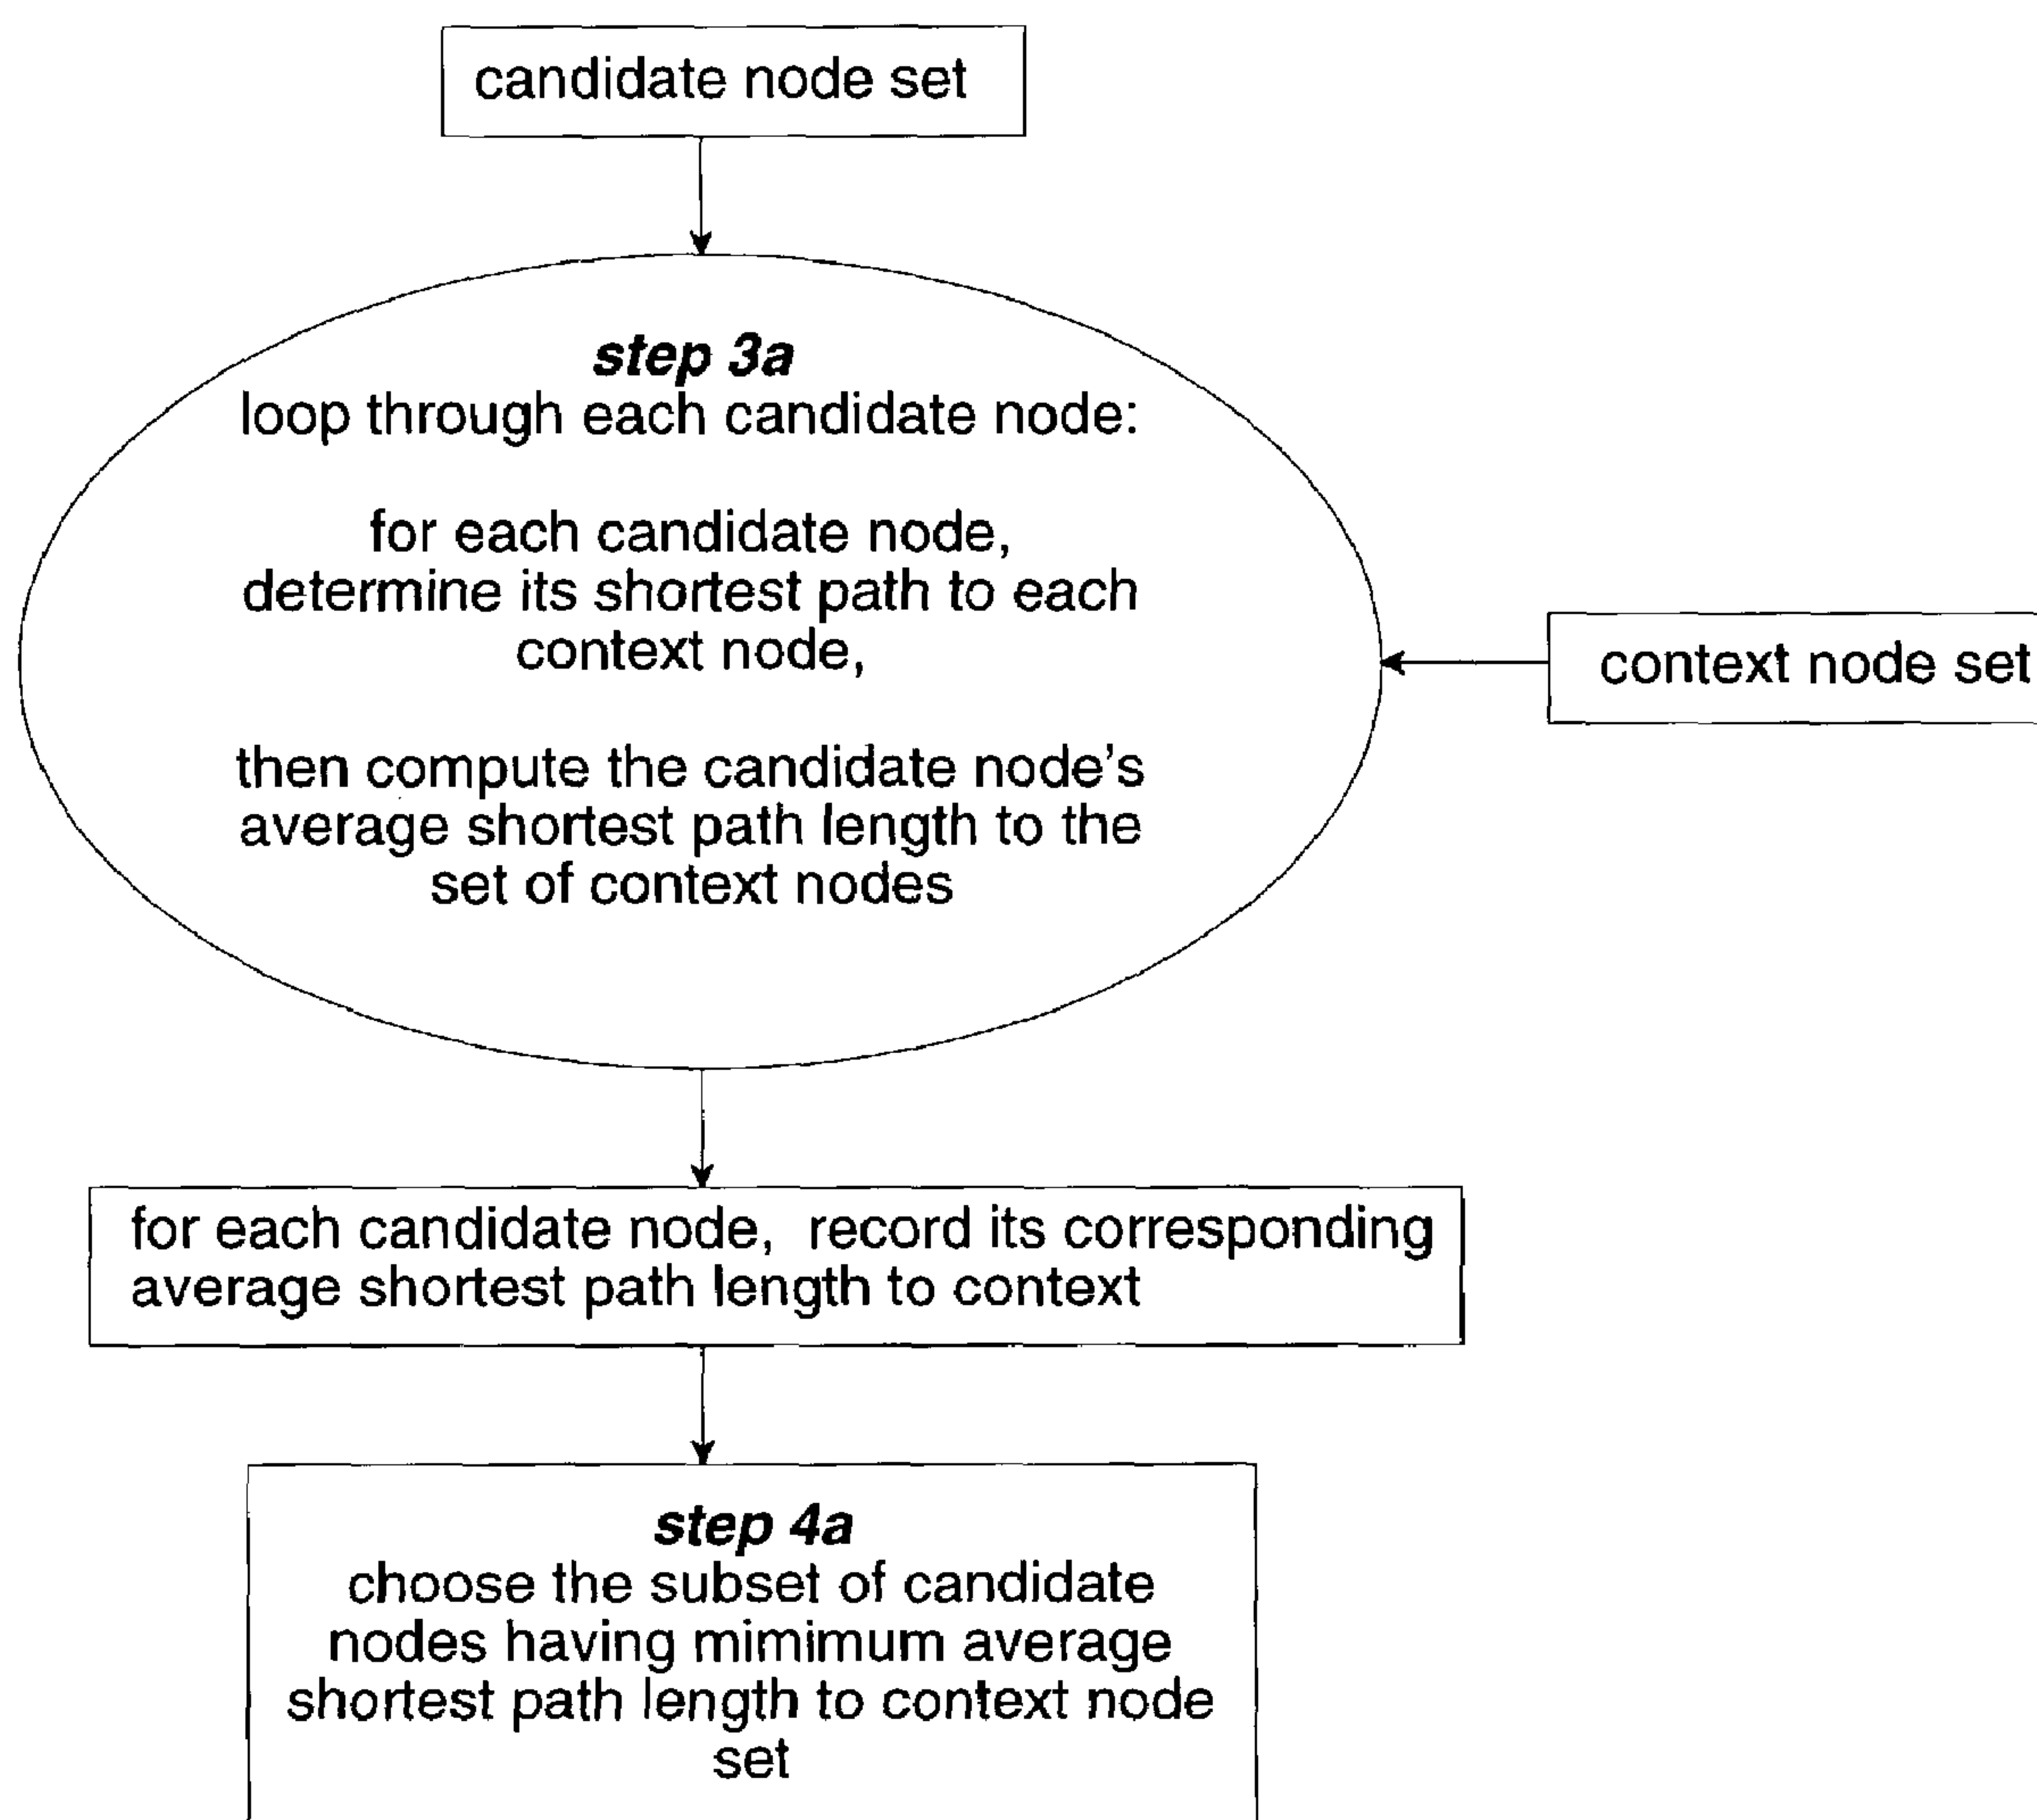 candidate node set
step 3a
loop through each candidate node:
for each candidate node,
determine its shortest path to each
context node,
then compute the candidate node's
average shortest path length to the
set of context nodes
context node set
for each candidate node, record its corresponding
average shortest path length to context
step 4a
choose the subset of candidate
nodes having mimimum average
shortest path length to context node
set